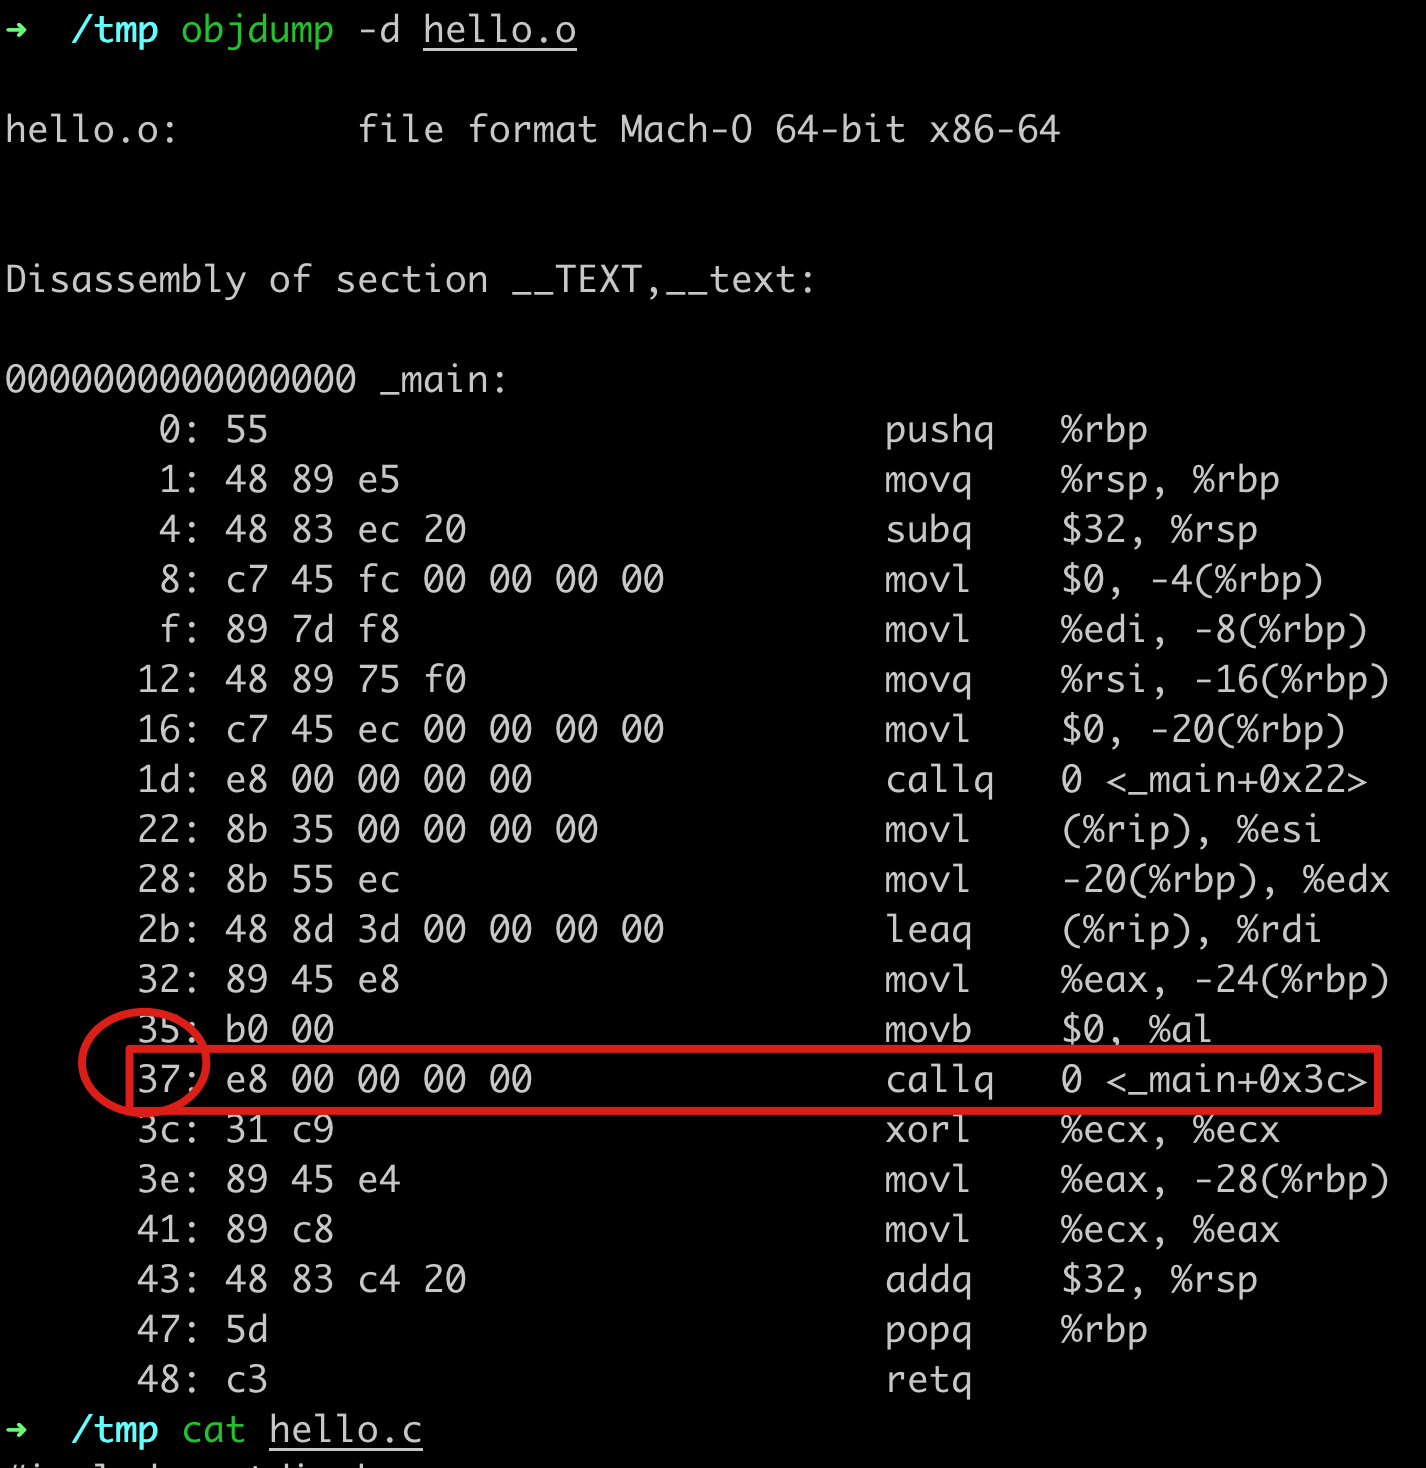 → /tmp objdump -d hello.o
hello.o: file format Mach-O 64-bit x86-64
Disassembly of section __TEXT,__text:
0000000000000000 _main:
0: 55 pushq %rbp
1: 48 89 e5 movq %rsp, %rbp
4: 48 83 ec 20 subq $32, %rsp
8: c7 45 fc 00 00 00 00 movl $0, -4(%rbp)
f: 89 7d f8 movl %edi, -8(%rbp)
12: 48 89 75 f0 movq %rsi, -16(%rbp)
16: c7 45 ec 00 00 00 00 movl $0, -20(%rbp)
1d: e8 00 00 00 00 callq 0 <_main+0x22>
22: 8b 35 00 00 00 00 movl (%rip), %esi
28: 8b 55 ec movl -20(%rbp), %edx
2b: 48 8d 3d 00 00 00 00 leaq (%rip), %rdi
32: 89 45 e8 movl %eax, -24(%rbp)
35: b0 00 movb $0, %al
37: e8 00 00 00 00 callq 0 <_main+0x3c>
3c: 31 c9 xorl %ecx, %ecx
3e: 89 45 e4 movl %eax, -28(%rbp)
41: 89 c8 movl %ecx, %eax
43: 48 83 c4 20 addq $32, %rsp
47: 5d popq %rbp
48: c3 retq
→ /tmp cat hello.c